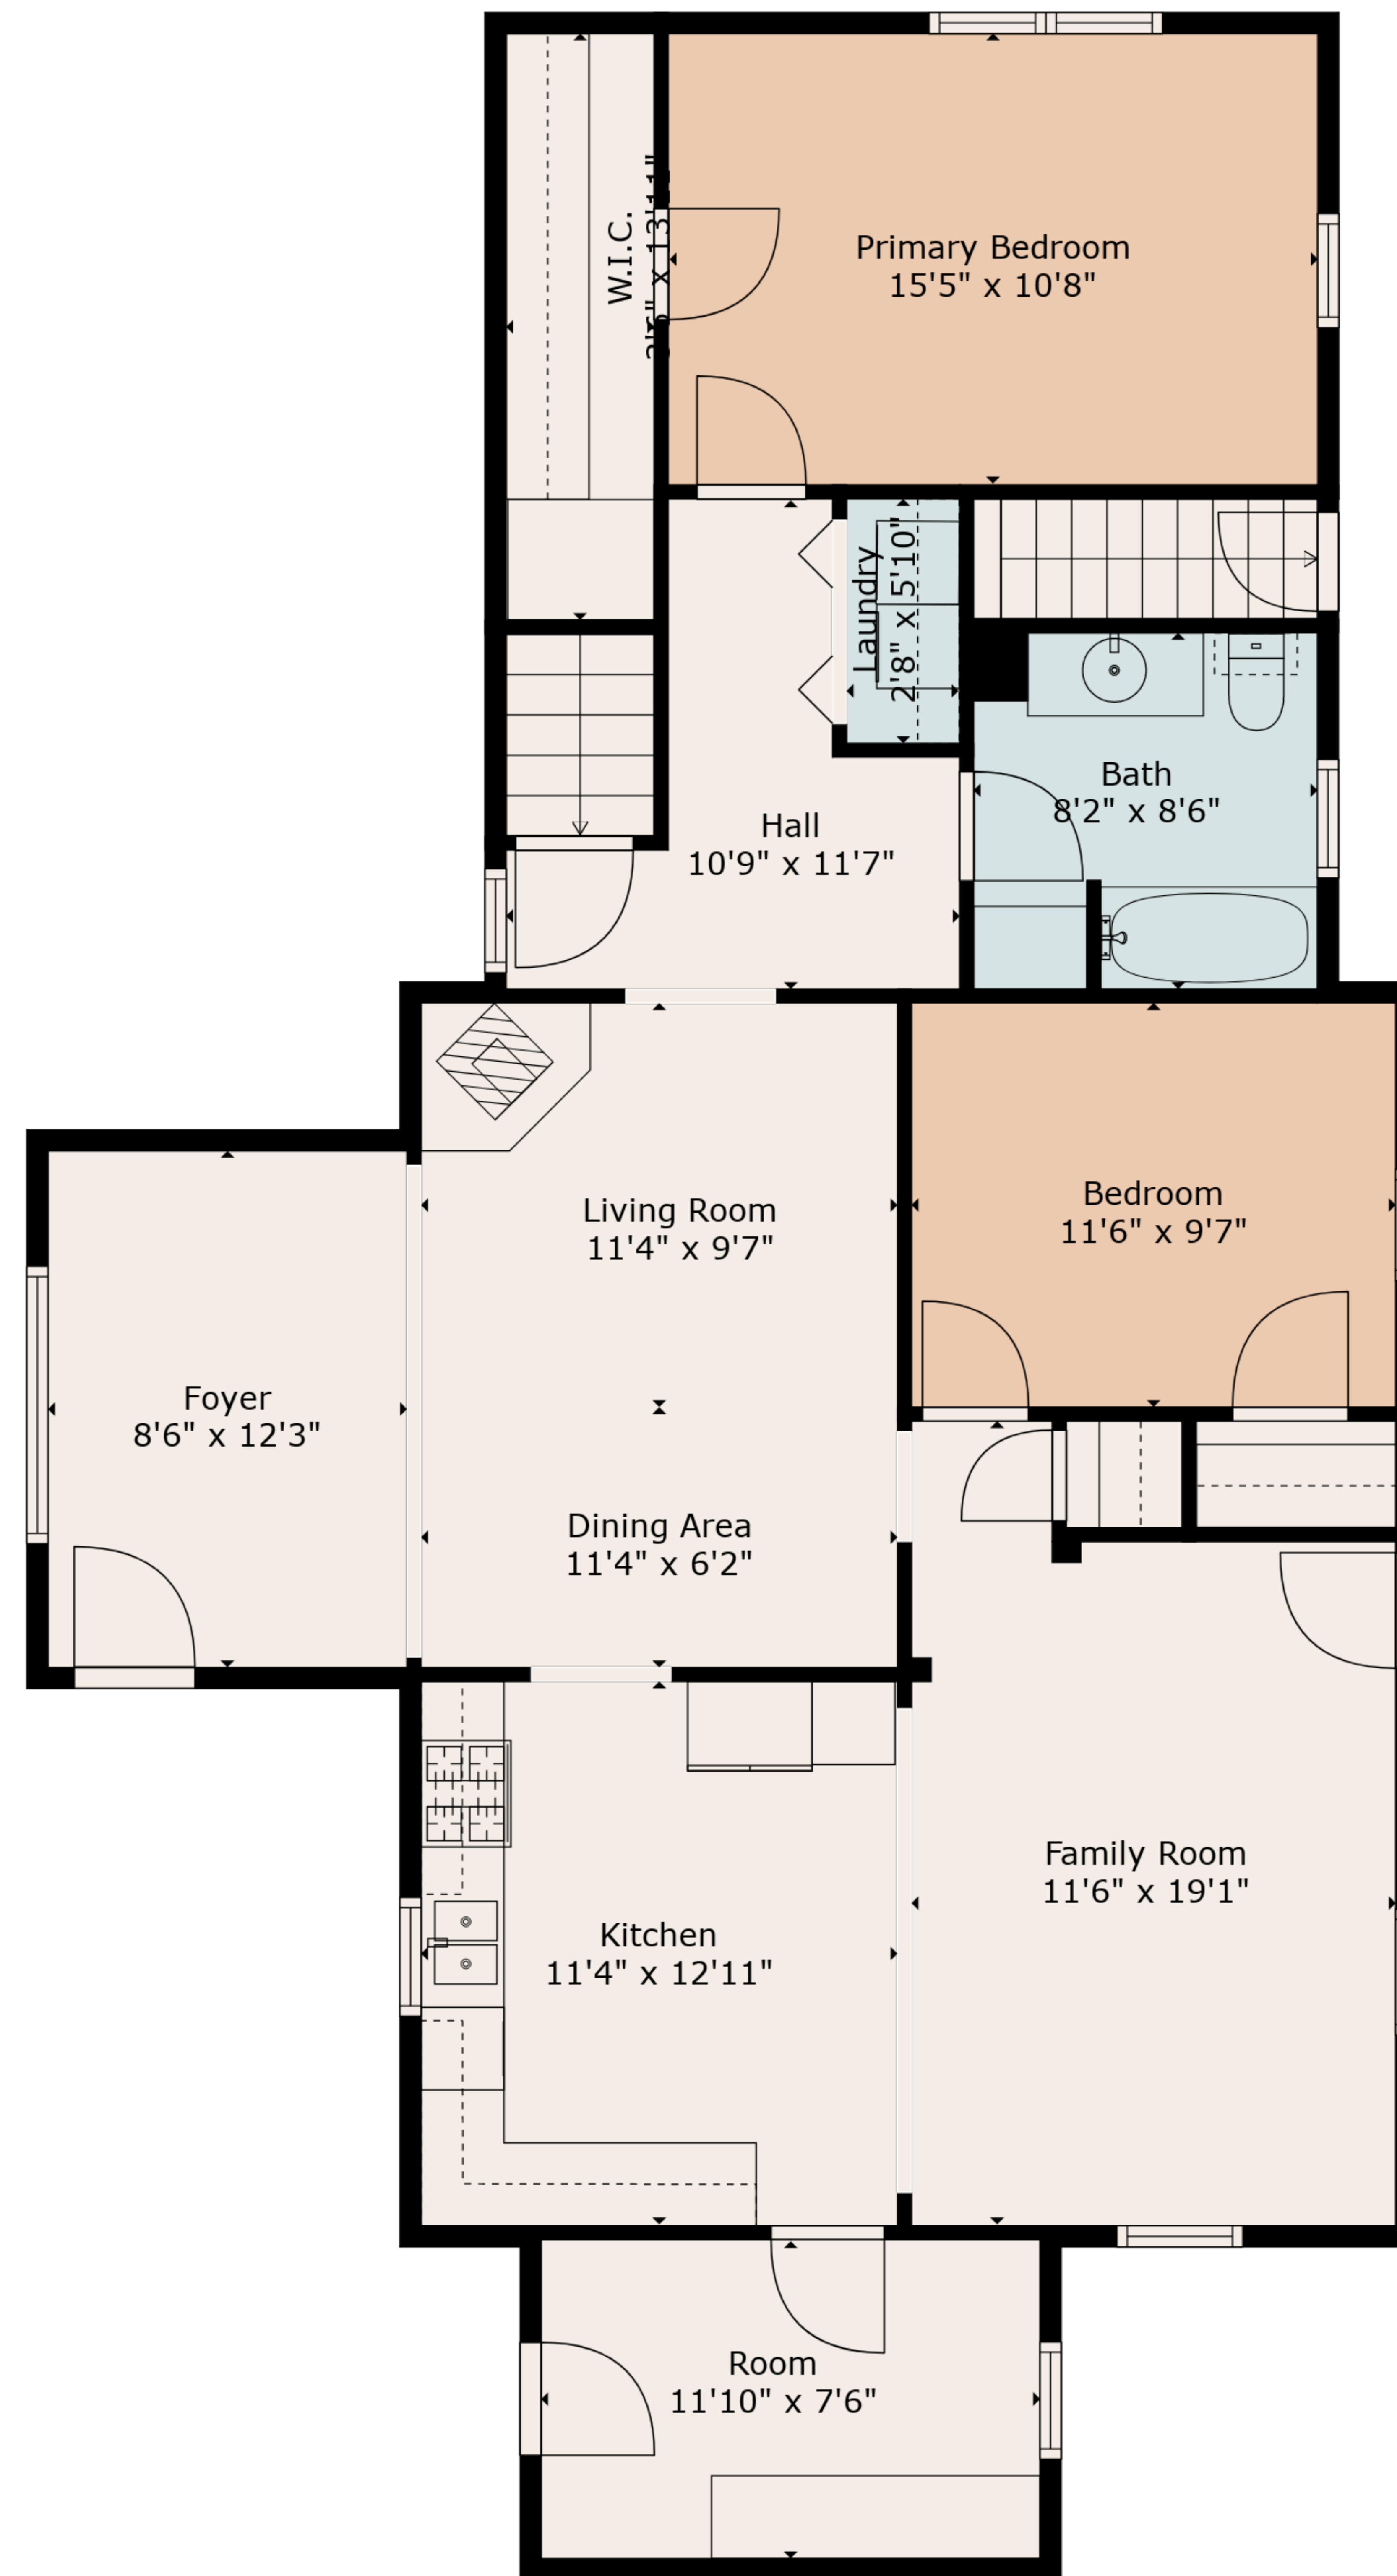 W.I.C.
Primary Bedroom
15'5" x 10'8"
Laundry
2'8" x 5'10"
Bath
8'2" x 8'6"
Hall
10'9" x 11'7"
Living Room
11'4" x 9'7"
Bedroom
11'6" x 9'7"
Foyer
8'6" x 12'3"
Dining Area
11'4" x 6'2"
Family Room
11'6" x 19'1"
Kitchen
11'4" x 12'11"
Room
11'10" x 7'6"